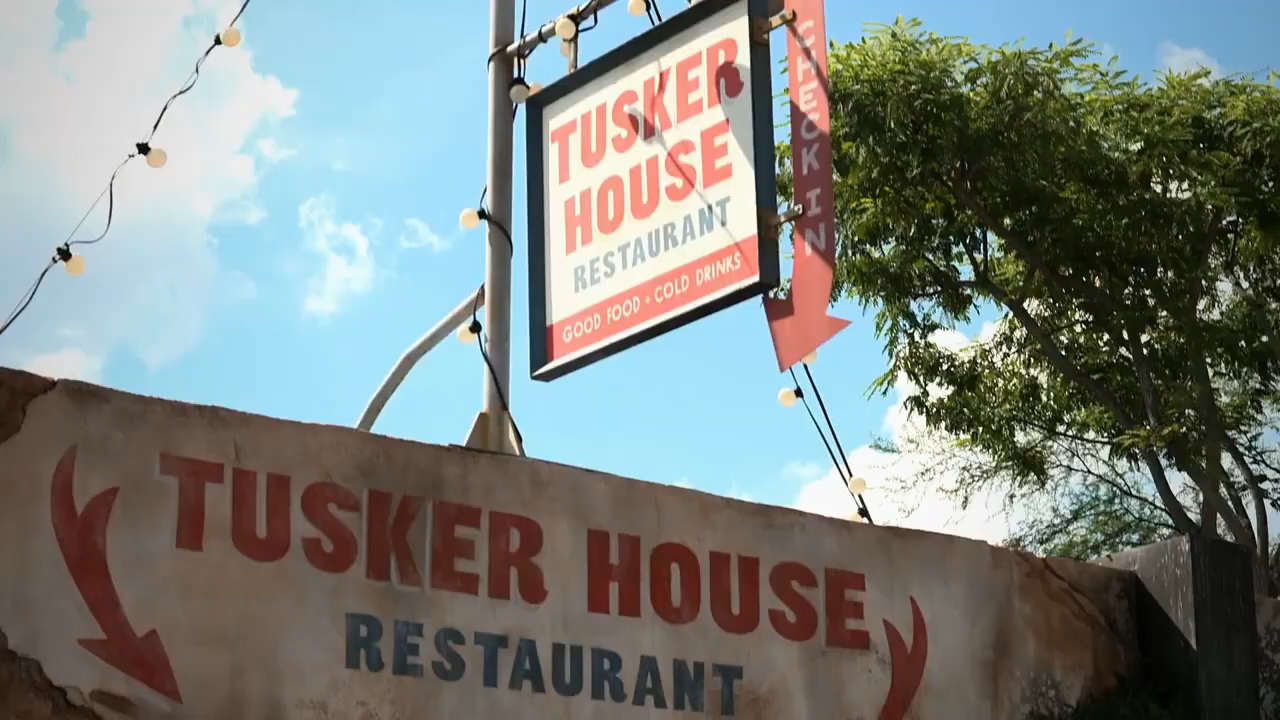 TUSKER
HOUSE
RESTAURANT
GOOD FOOD • COLD DRINKS
CHECK IN
TUSKER HOUSE
RESTAURANT